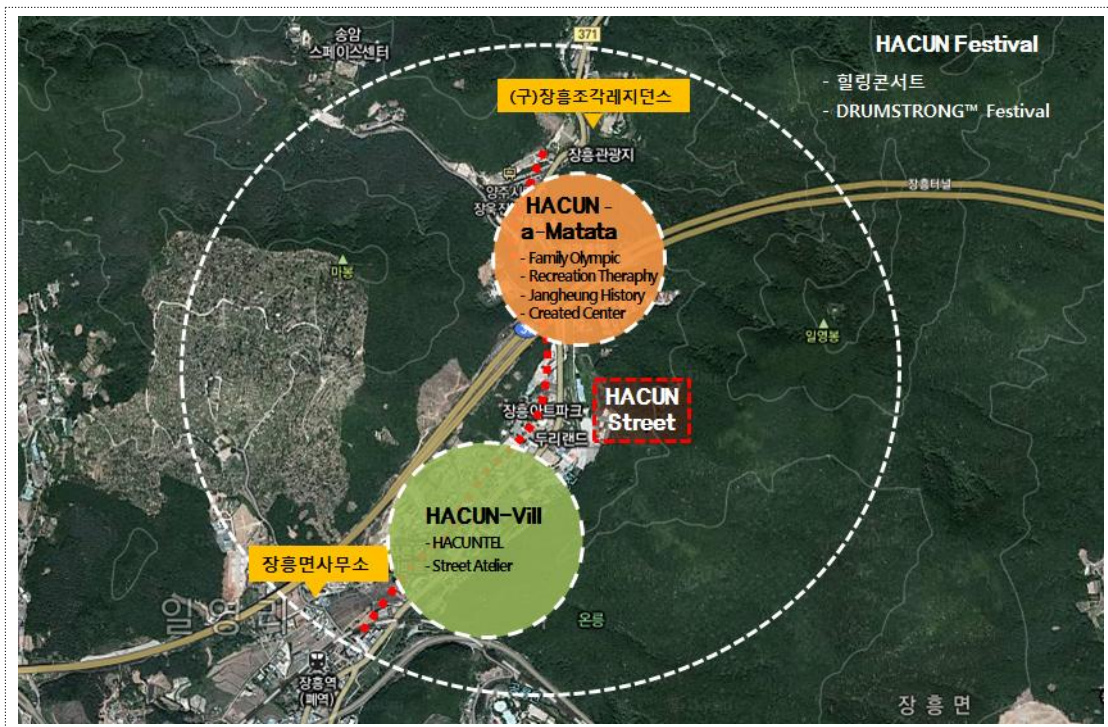 송암
스페이스센터
371
HACUN Festival
- 힐링콘서트
- DRUMSTRONG™ Festival
(구)장흥조각레지던스
장흥관광지
양주시
장욱진
장흥터널
HACUN -
a-Matata
- Family Olympic
- Recreation Theraphy
- Jangheung History
- Created Center
마봉
일영봉
HACUN
Street
장흥아트파크
두리랜드
HACUN-Vill
- HACUNTEL
- Street Atelier
장흥면사무소
일영리
온릉
장흥역
(폐역)
장흥면